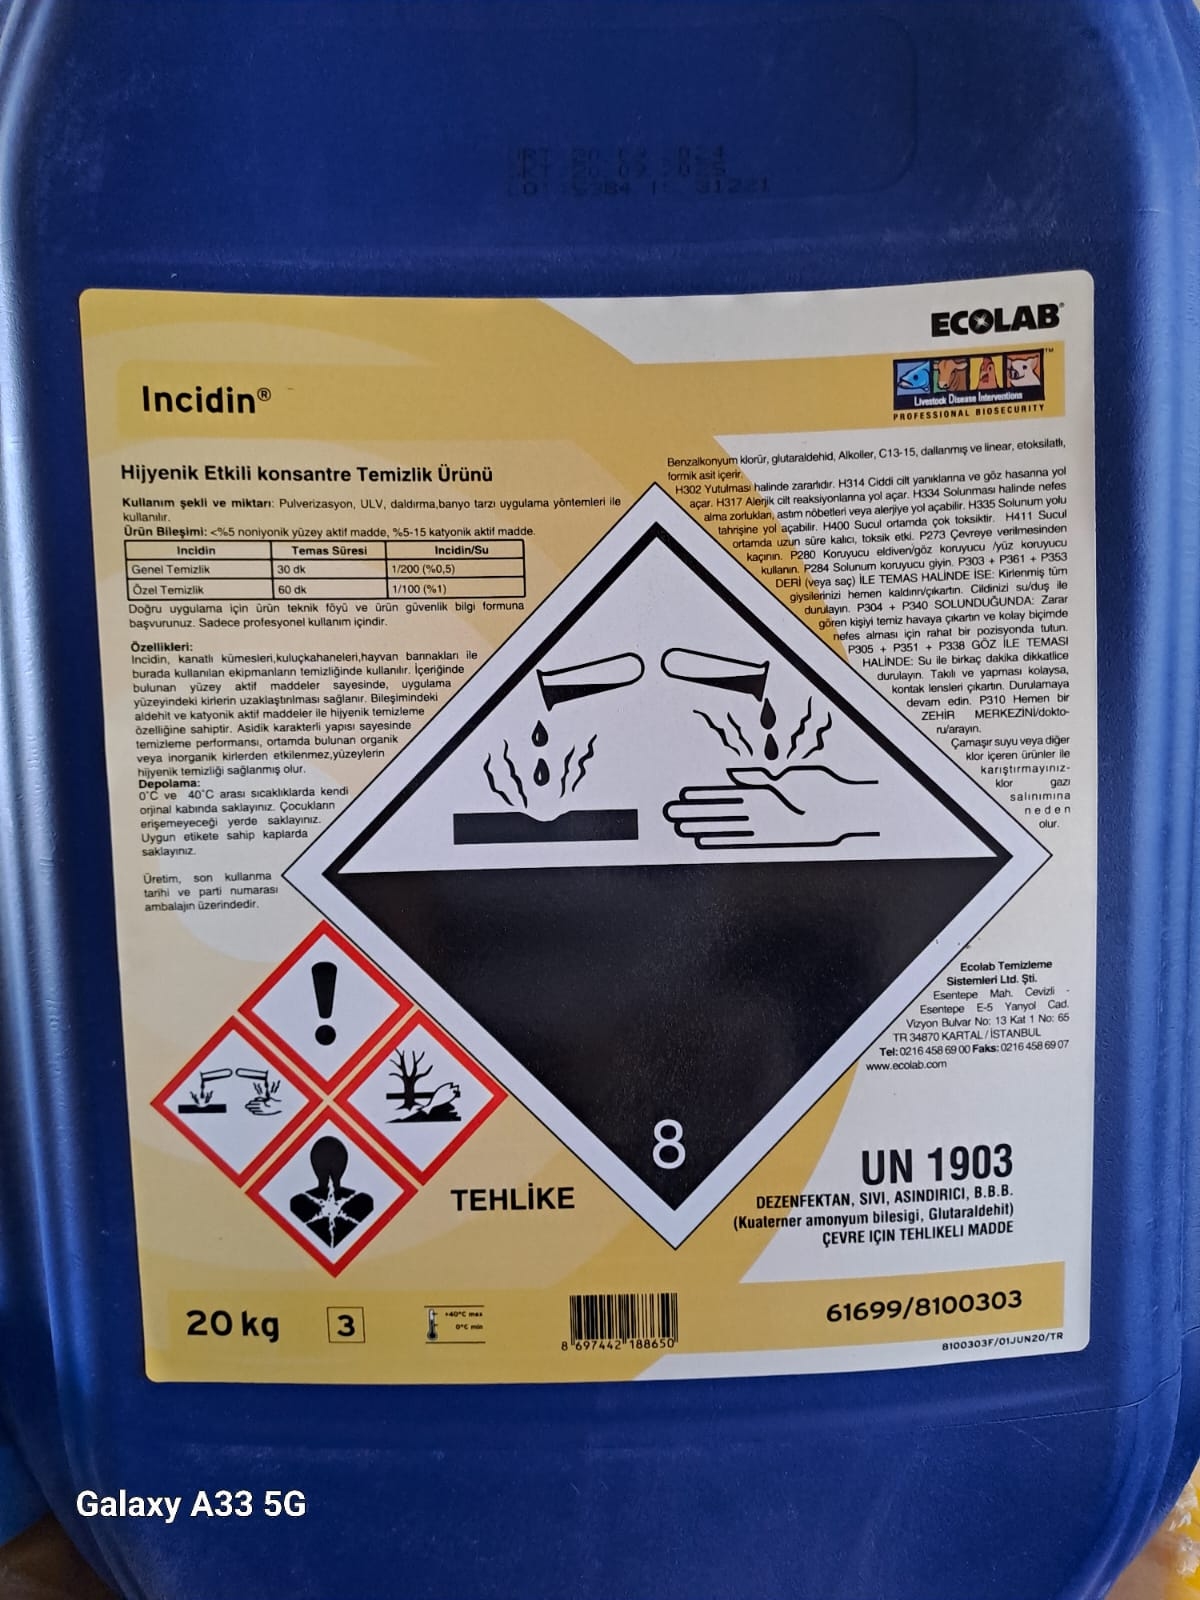 ECOLAB®
Incidin®
Livestock Disease Interventions
PROFESSIONAL BIOSECURITY
Hijyenik Etkili konsantre Temizlik Ürünü
Kullanım şekli ve miktarı: Pulverizasyon, ULV, daldırma,banyo tarzı uygulama yöntemleri ile
kullanılır.
Ürün Bileşimi: <%5 noniyonik yüzey aktif madde, %5-15 katyonik aktif madde.
Incidin Temas Süresi Incidin/Su
Genel Temizlik 30 dk 1/200 (%0,5)
Özel Temizlik 60 dk 1/100 (%1)
Doğru uygulama için ürün teknik föyü ve ürün güvenlik bilgi formuna
başvurunuz. Sadece profesyonel kullanım içindir.
Özellikleri:
Incidin, kanatlı kümesleri,kuluçkahaneleri,hayvan barınakları ile
burada kullanılan ekipmanların temizliğinde kullanılır. İçeriğinde
bulunan yüzey aktif maddeler sayesinde, uygulama
yüzeyindeki kirlerin uzaklaştırılması sağlanır. Bileşimindeki
aldehit ve katyonik aktif maddeler ile hijyenik temizleme
özelliğine sahiptir. Asidik karakterli yapısı sayesinde
temizleme performansı, ortamda bulunan organik
veya inorganik kirlerden etkilenmez,yüzeylerin
hijyenik temizliği sağlanmış olur.
Depolama:
0°C ve 40°C arası sıcaklıklarda kendi
orjinal kabında saklayınız. Çocukların
erişemeyeceği yerde saklayınız.
Uygun etikete sahip kaplarda
saklayınız.
Üretim, son kullanma
tarihi ve parti numarası
ambalajın üzerindedir.
Benzalkonyum klorür, glutaraldehid, Alkoller, C13-15, dallanmış ve linear, etoksilatlı,
formik asit içerir.
H302 Yutulması halinde zararlıdır. H314 Ciddi cilt yanıklarına ve göz hasarına yol
açar. H317 Alerjik cilt reaksiyonlarına yol açar. H334 Solunması halinde nefes
alma zorlukları, astım nöbetleri veya alerjiye yol açabilir. H335 Solunum yolu
tahrişine yol açabilir. H400 Sucul ortamda çok toksiktir. H411 Sucul
ortamda uzun süre kalıcı, toksik etki. P273 Çevreye verilmesinden
kaçının. P280 Koruyucu eldiven/göz koruyucu /yüz koruyucu
kullanın. P284 Solunum koruyucu giyin. P303 + P361 + P353
DERİ (veya saç) İLE TEMAS HALİNDE İSE: Kirlenmiş tüm
giysilerinizi hemen kaldırın/çıkartın. Cildinizi su/duş ile
durulayın. P304 + P340 SOLUNDUĞUNDA: Zarar
gören kişiyi temiz havaya çıkartın ve kolay biçimde
nefes alması için rahat bir pozisyonda tutun.
P305 + P351 + P338 GÖZ İLE TEMASI
HALİNDE: Su ile birkaç dakika dikkatlice
durulayın. Takılı ve yapması kolaysa,
kontak lensleri çıkartın. Durulamaya
devam edin. P310 Hemen bir
ZEHİR MERKEZİNİ/dokto-
ru/arayın.
Çamaşır suyu veya diğer
klor içeren ürünler ile
karıştırmayınız-
klor gazı
salınımına
neden
olur.
8
Ecolab Temizleme
Sistemleri Ltd. Şti.
Esentepe Mah. Cevizli -
Esentepe E-5 Yanyol Cad.
Vizyon Bulvar No: 13 Kat 1 No: 65
TR 34870 KARTAL / İSTANBUL
Tel: 0216 458 69 00 Faks: 0216 458 69 07
www.ecolab.com
TEHLİKE
UN 1903
DEZENFEKTAN, SIVI, ASINDIRICI, B.B.B.
(Kuaterner amonyum bilesigi, Glutaraldehit)
ÇEVRE IÇIN TEHLIKELI MADDE
20 kg
3
+40°C max
0°C min
8 697442 188650
61699/8100303
8100303F/01JUN20/TR
Galaxy A33 5G